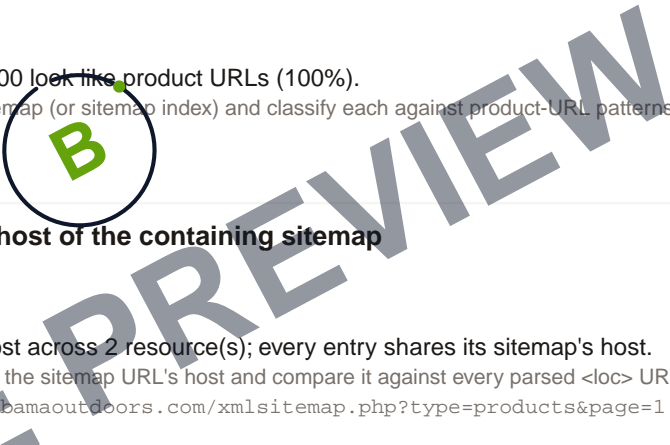 00 look like product URLs (100%).
emap (or sitemap index) and classify each against product-URL patterns
B
host of the containing sitemap
PREVIEW
ost across 2 resource(s); every entry shares its sitemap's host.
the sitemap URL's host and compare it against every parsed <loc> UR
bamaoutdoors.com/xmlsitemap.php?type=products&page=1